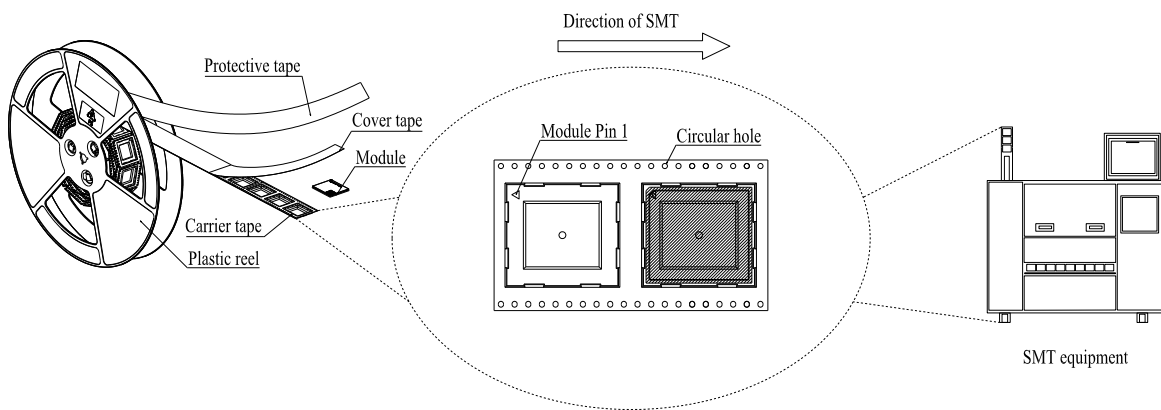 Direction of SMT
Protective tape
Cover tape
Module
Carrier tape
Plastic reel
Module Pin 1
Circular hole
SMT equipment